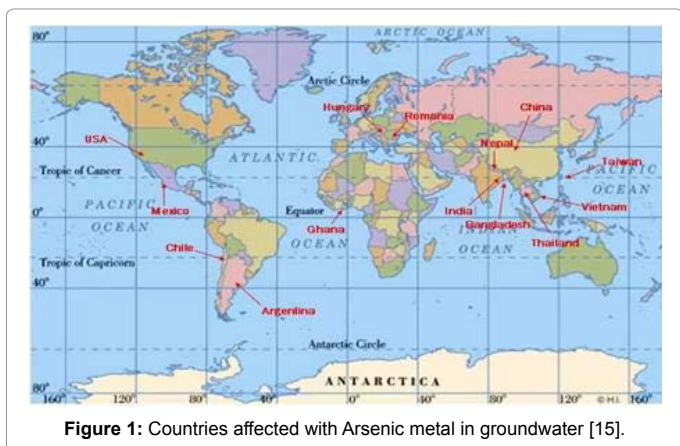 80°
ARCTIC OCEAN
Arctic Circle
Hungary
Romania
China
USA
40°
Nepal
ATLANTIC
Taiwan
Tropic of Cancer
PACIFIC
PACIFIC
OCEAN
Mexico
India
Vietnam
OCEAN
0°
Equator
Ghana
Bangladesh
INDIAN
OCEAN
OCEAN
Thailand
Chile
Tropic of Capricorn
40°
Argentina
Antarctic Circle
ANTARCTICA
80°
160° 120° 80° 40° 0° 40° 80° 120° 160°
© H.I.
Figure 1: Countries affected with Arsenic metal in groundwater [15].